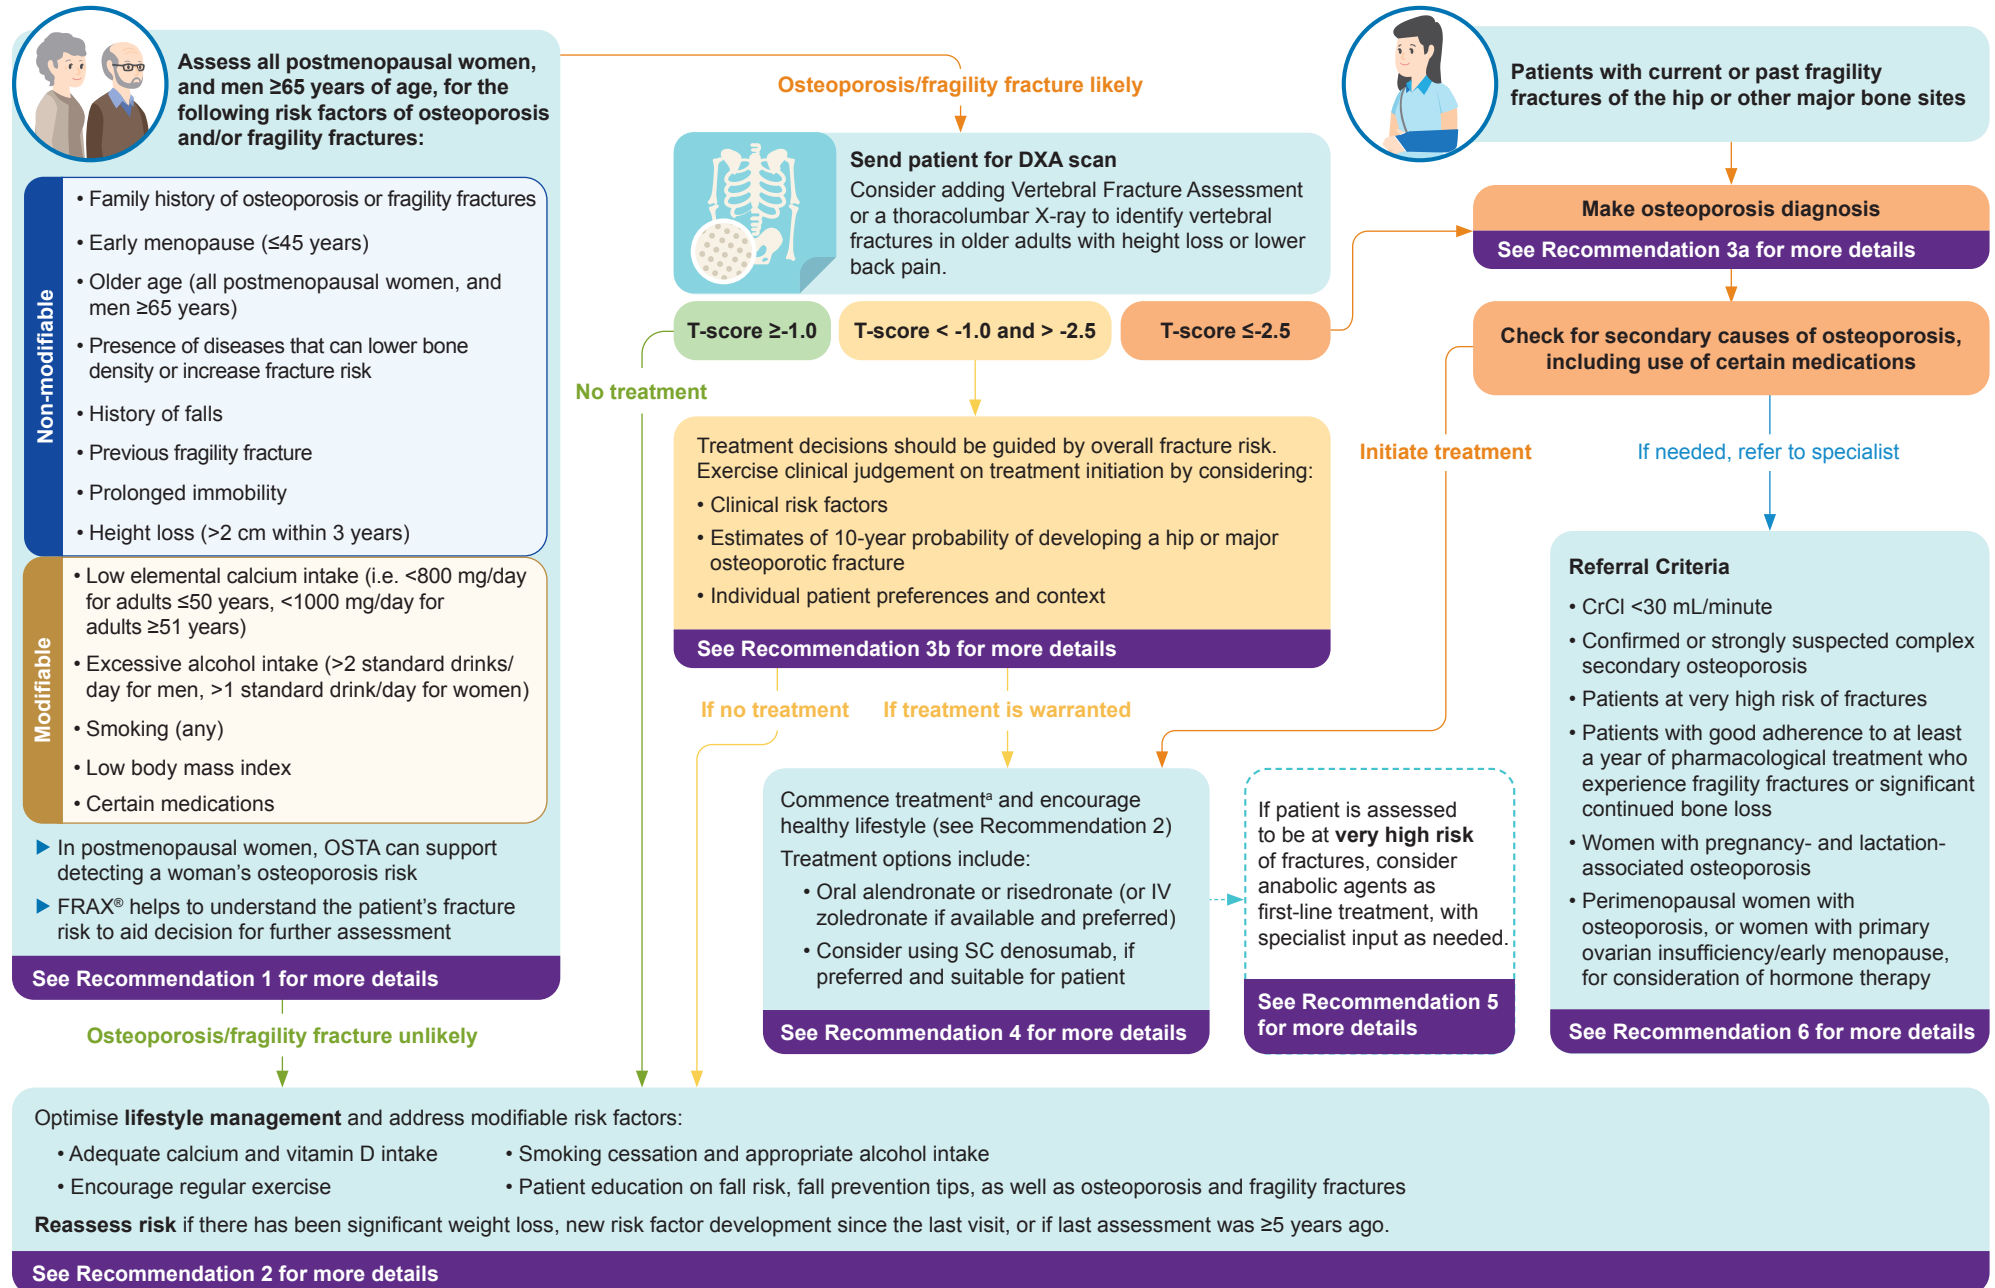 Assess all postmenopausal women,
and men ≥65 years of age, for the
following risk factors of osteoporosis
and/or fragility fractures:
Non-modifiable
• Family history of osteoporosis or fragility fractures
• Early menopause (≤45 years)
• Older age (all postmenopausal women, and
men ≥65 years)
• Presence of diseases that can lower bone
density or increase fracture risk
• History of falls
• Previous fragility fracture
• Prolonged immobility
• Height loss (>2 cm within 3 years)
Modifiable
• Low elemental calcium intake (i.e. <800 mg/day
for adults ≤50 years, <1000 mg/day for
adults ≥51 years)
• Excessive alcohol intake (>2 standard drinks/
day for men, >1 standard drink/day for women)
• Smoking (any)
• Low body mass index
• Certain medications
▶ In postmenopausal women, OSTA can support
detecting a woman's osteoporosis risk
▶ FRAX® helps to understand the patient's fracture
risk to aid decision for further assessment
See Recommendation 1 for more details
Osteoporosis/fragility fracture unlikely
Osteoporosis/fragility fracture likely
Send patient for DXA scan
Consider adding Vertebral Fracture Assessment
or a thoracolumbar X-ray to identify vertebral
fractures in older adults with height loss or lower
back pain.
T-score ≥-1.0
T-score < -1.0 and > -2.5
T-score ≤-2.5
No treatment
Treatment decisions should be guided by overall fracture risk.
Exercise clinical judgement on treatment initiation by considering:
• Clinical risk factors
• Estimates of 10-year probability of developing a hip or major
osteoporotic fracture
• Individual patient preferences and context
See Recommendation 3b for more details
If no treatment
If treatment is warranted
Commence treatmentᵃ and encourage
healthy lifestyle (see Recommendation 2)
Treatment options include:
• Oral alendronate or risedronate (or IV
zoledronate if available and preferred)
• Consider using SC denosumab, if
preferred and suitable for patient
See Recommendation 4 for more details
If patient is assessed
to be at very high risk
of fractures, consider
anabolic agents as
first-line treatment, with
specialist input as needed.
See Recommendation 5
for more details
Patients with current or past fragility
fractures of the hip or other major bone sites
Make osteoporosis diagnosis
See Recommendation 3a for more details
Check for secondary causes of osteoporosis,
including use of certain medications
Initiate treatment
If needed, refer to specialist
Referral Criteria
• CrCl <30 mL/minute
• Confirmed or strongly suspected complex
secondary osteoporosis
• Patients at very high risk of fractures
• Patients with good adherence to at least
a year of pharmacological treatment who
experience fragility fractures or significant
continued bone loss
• Women with pregnancy- and lactation-
associated osteoporosis
• Perimenopausal women with
osteoporosis, or women with primary
ovarian insufficiency/early menopause,
for consideration of hormone therapy
See Recommendation 6 for more details
Optimise lifestyle management and address modifiable risk factors:
• Adequate calcium and vitamin D intake
• Encourage regular exercise
• Smoking cessation and appropriate alcohol intake
• Patient education on fall risk, fall prevention tips, as well as osteoporosis and fragility fractures
Reassess risk if there has been significant weight loss, new risk factor development since the last visit, or if last assessment was ≥5 years ago.
See Recommendation 2 for more details